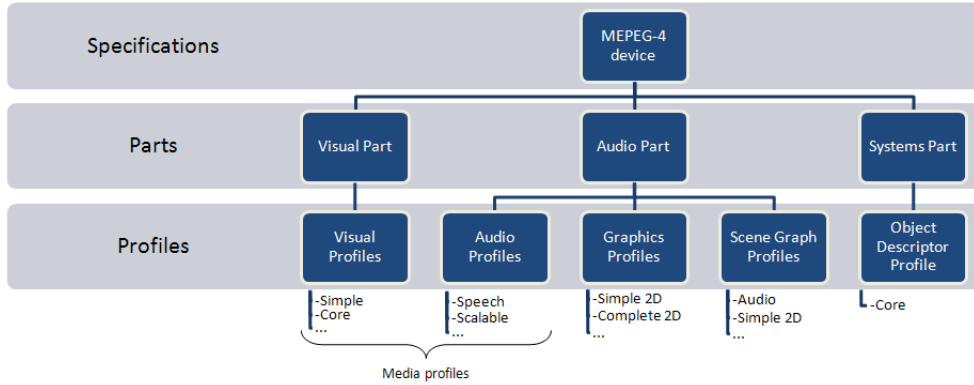 Specifications
MEPEG-4
device
Parts
Visual Part
Audio Part
Systems Part
Profiles
Visual
Profiles
Audio
Profiles
Graphics
Profiles
Scene Graph
Profiles
Object
Descriptor
Profile
-Simple
-Core
...
-Speech
-Scalable
...
-Simple 2D
-Complete 2D
...
-Audio
-Simple 2D
...
-Core
Media profiles